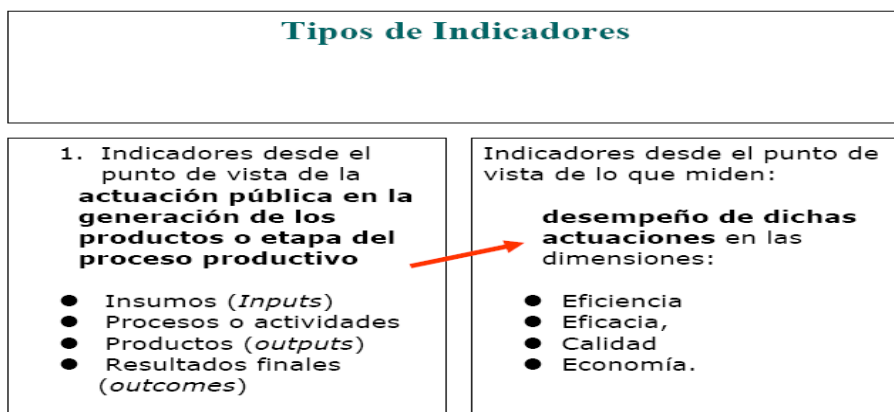 Tipos de Indicadores
1. Indicadores desde el
punto de vista de la
actuación pública en la
generación de los
productos o etapa del
proceso productivo
● Insumos (Inputs)
● Procesos o actividades
● Productos (outputs)
● Resultados finales
(outcomes)
Indicadores desde el punto de
vista de lo que miden:
desempeño de dichas
actuaciones en las
dimensiones:
● Eficiencia
● Eficacia,
● Calidad
● Economía.